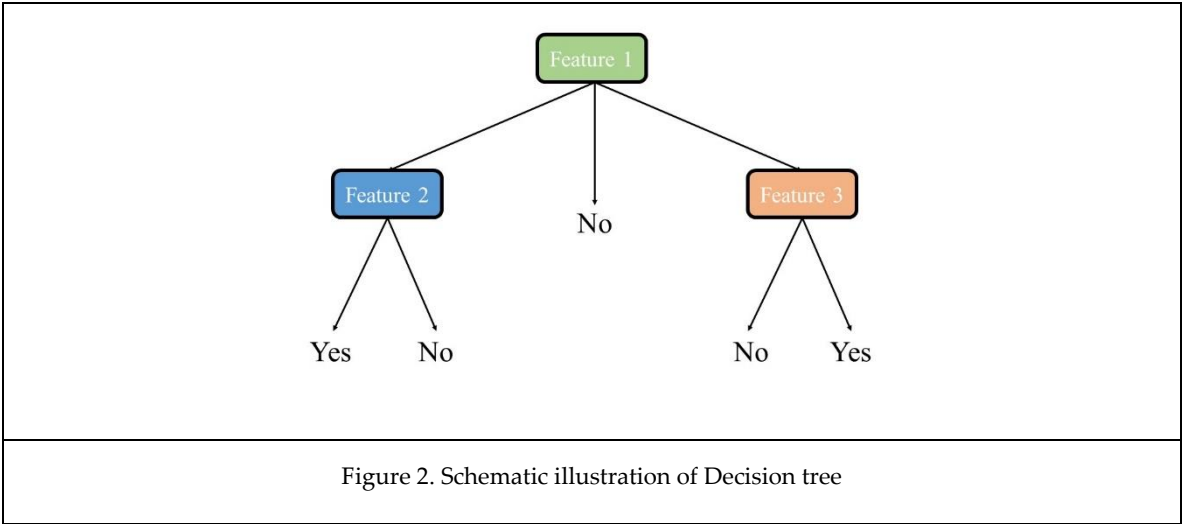 Feature 1
Feature 2
No
Feature 3
Yes
No
No
Yes
Figure 2. Schematic illustration of Decision tree